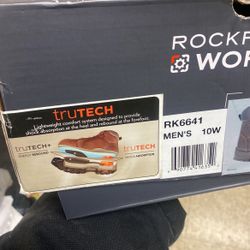 ROCKP
WOR
truTECH
Lightweight comfort system designed to provide
shock absorption at the heel and rebound at the forefoot.
truTECH+
truTECH
RK6641
MEN'S 10W